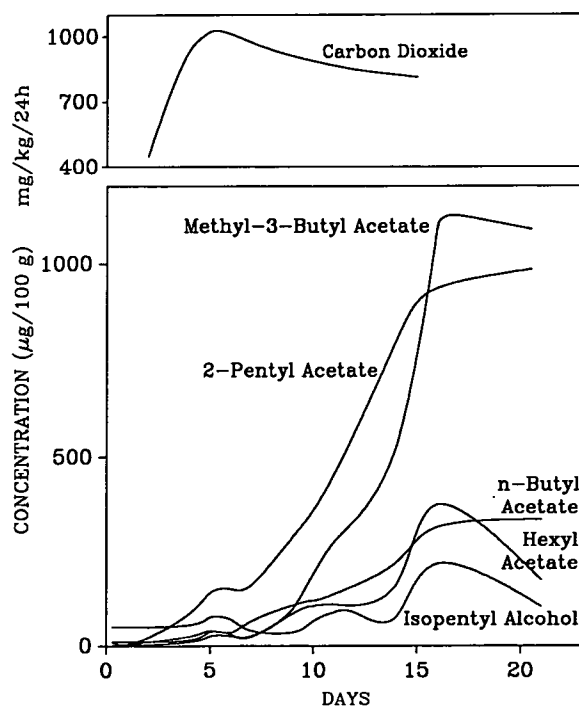 1000
700
400
mg/kg/24h
Carbon Dioxide
CONCENTRATION (µg/100 g)
1000
500
0
Methyl-3-Butyl Acetate
2-Pentyl Acetate
n-Butyl
Acetate
Hexyl
Acetate
Isopentyl Alcohol
0
5
10
15
20
DAYS